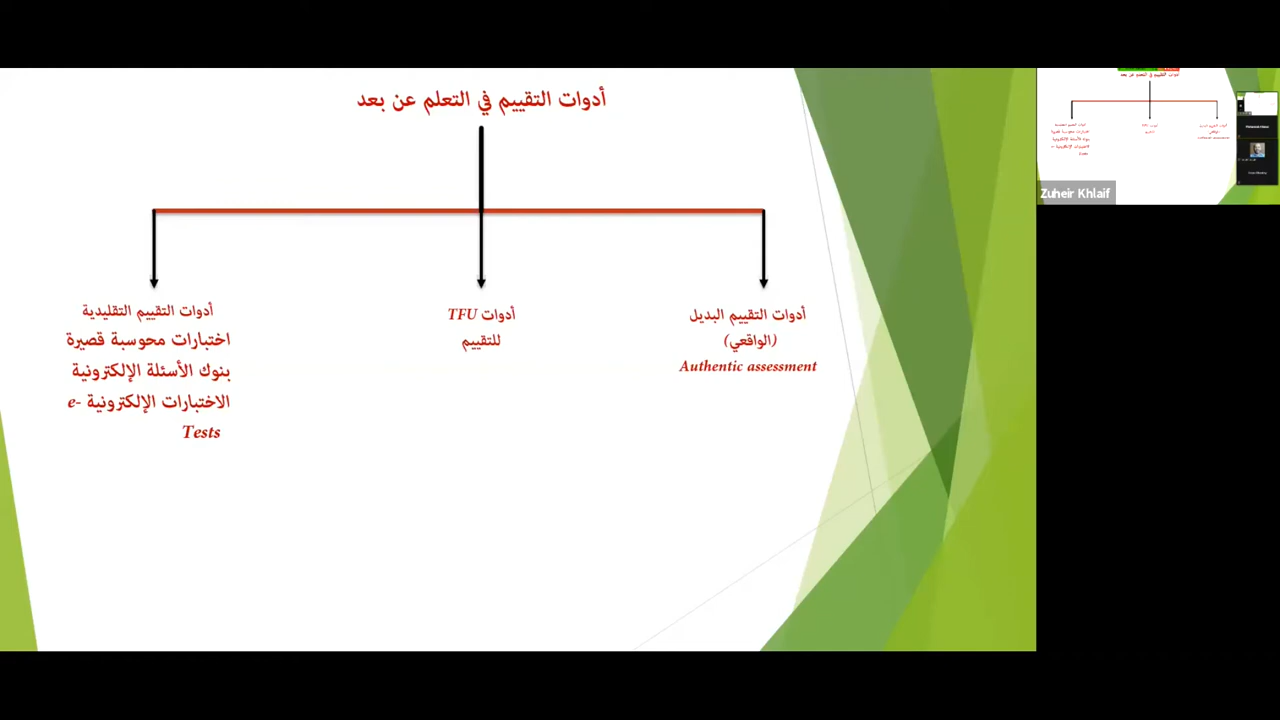 أدوات التقييم في التعلم عن بعد
أدوات التقييم البديل
(الواقعي)
Authentic assessment
أدوات TFU
للتقييم
أدوات التقييم التقليدية
اختبارات محوسبة قصيرة
بنوك الأسئلة الإلكترونية
الاختبارات الإلكترونية e-
Tests
Zuheir Khlaif